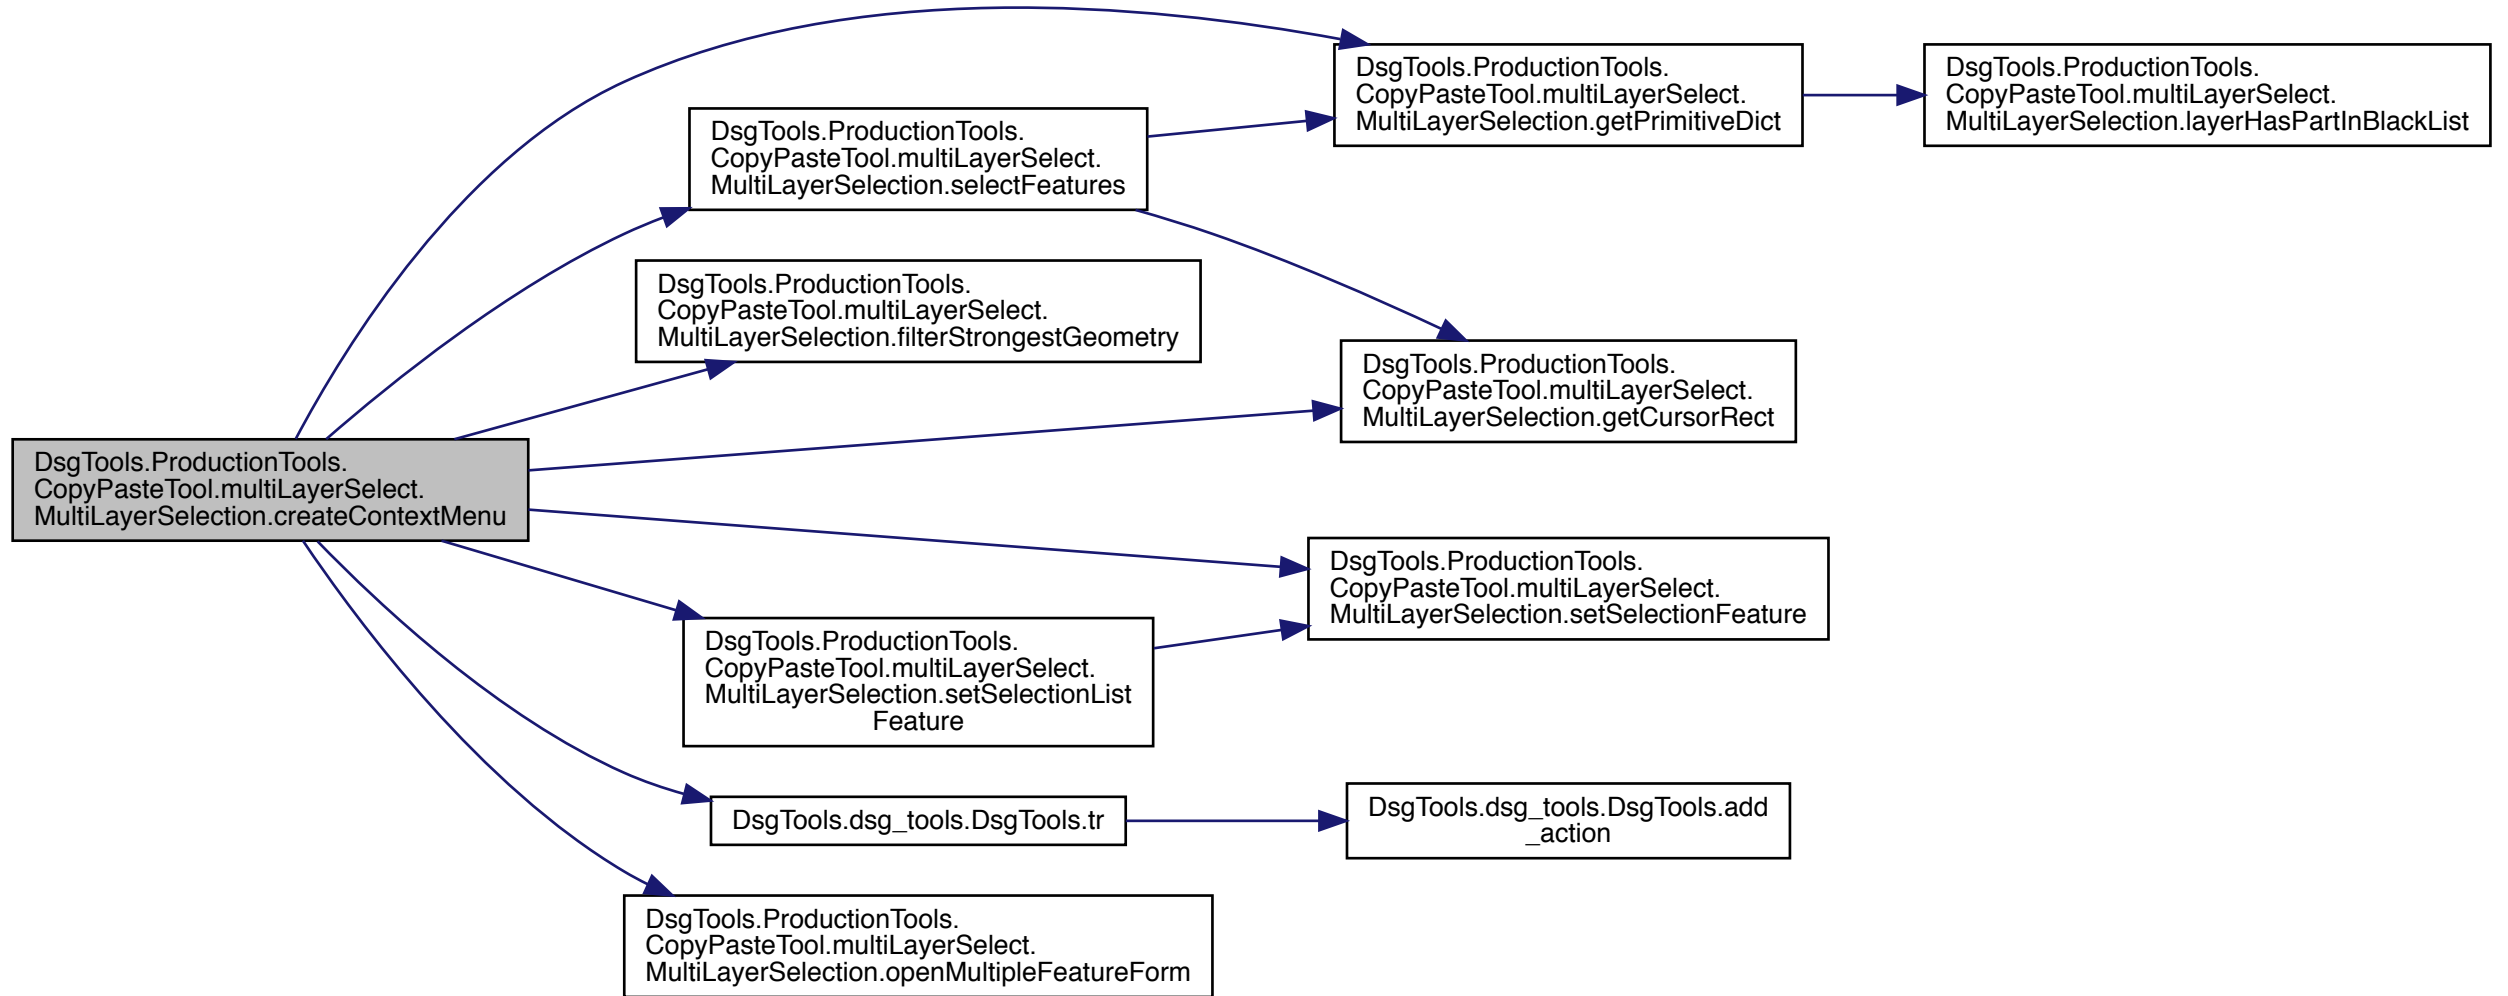 DsgTools.ProductionTools.
CopyPasteTool.multiLayerSelect.
MultiLayerSelection.createContextMenu
DsgTools.ProductionTools.
CopyPasteTool.multiLayerSelect.
MultiLayerSelection.getPrimitiveDict
DsgTools.ProductionTools.
CopyPasteTool.multiLayerSelect.
MultiLayerSelection.layerHasPartInBlackList
DsgTools.ProductionTools.
CopyPasteTool.multiLayerSelect.
MultiLayerSelection.selectFeatures
DsgTools.ProductionTools.
CopyPasteTool.multiLayerSelect.
MultiLayerSelection.filterStrongestGeometry
DsgTools.ProductionTools.
CopyPasteTool.multiLayerSelect.
MultiLayerSelection.getCursorRect
DsgTools.ProductionTools.
CopyPasteTool.multiLayerSelect.
MultiLayerSelection.setSelectionFeature
DsgTools.ProductionTools.
CopyPasteTool.multiLayerSelect.
MultiLayerSelection.setSelectionList
Feature
DsgTools.dsg_tools.DsgTools.tr
DsgTools.dsg_tools.DsgTools.add
_action
DsgTools.ProductionTools.
CopyPasteTool.multiLayerSelect.
MultiLayerSelection.openMultipleFeatureForm